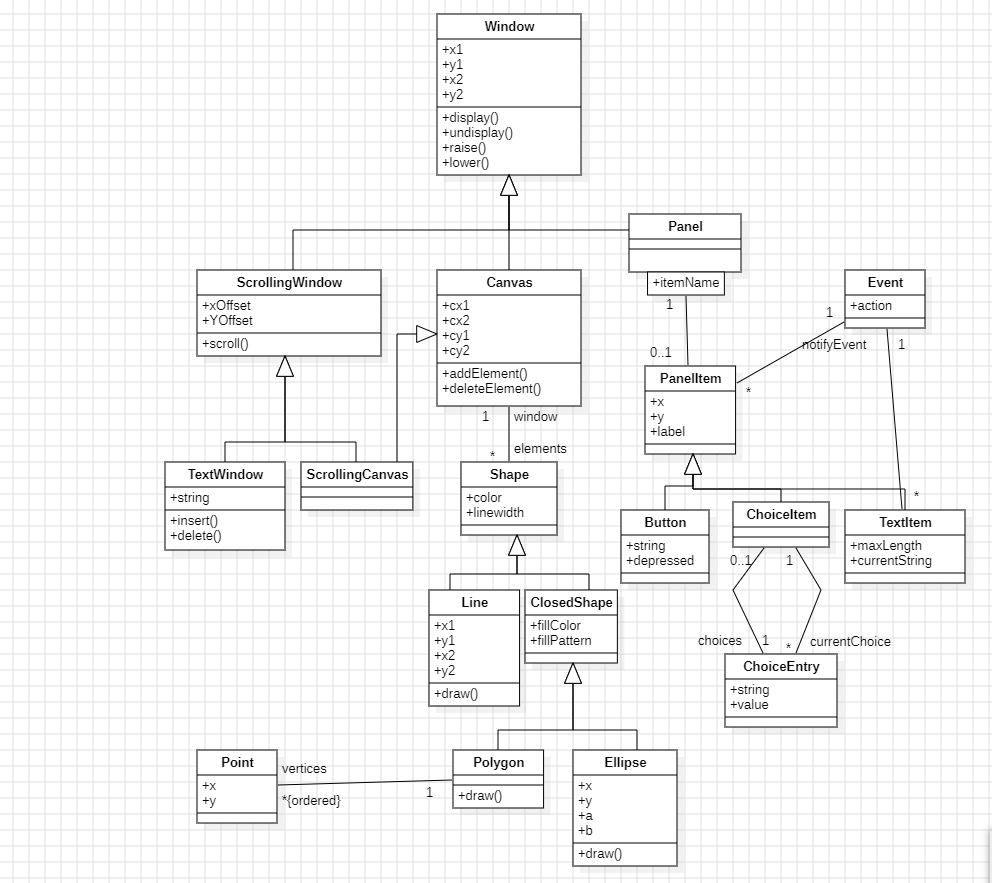 Window
+x1
+y1
+x2
+y2
+display()
+undisplay()
+raise()
+lower()
Panel
+itemName
1
0..1
ScrollingWindow
+xOffset
+YOffset
+scroll()
Canvas
+cx1
+cx2
+cy1
+cy2
+addElement()
+deleteElement()
Event
+action
1
notifyEvent
1
*
PanelItem
+x
+y
+label
1
window
elements
*
TextWindow
+string
+insert()
+delete()
ScrollingCanvas
Shape
+color
+linewidth
*
Button
+string
+depressed
ChoiceItem
TextItem
+maxLength
+currentString
0..1
1
choices
1
*
currentChoice
Line
+x1
+y1
+x2
+y2
+draw()
ClosedShape
+fillColor
+fillPattern
ChoiceEntry
+string
+value
Point
+x
+y
vertices
*{ordered}
1
Polygon
+draw()
Ellipse
+x
+y
+a
+b
+draw()